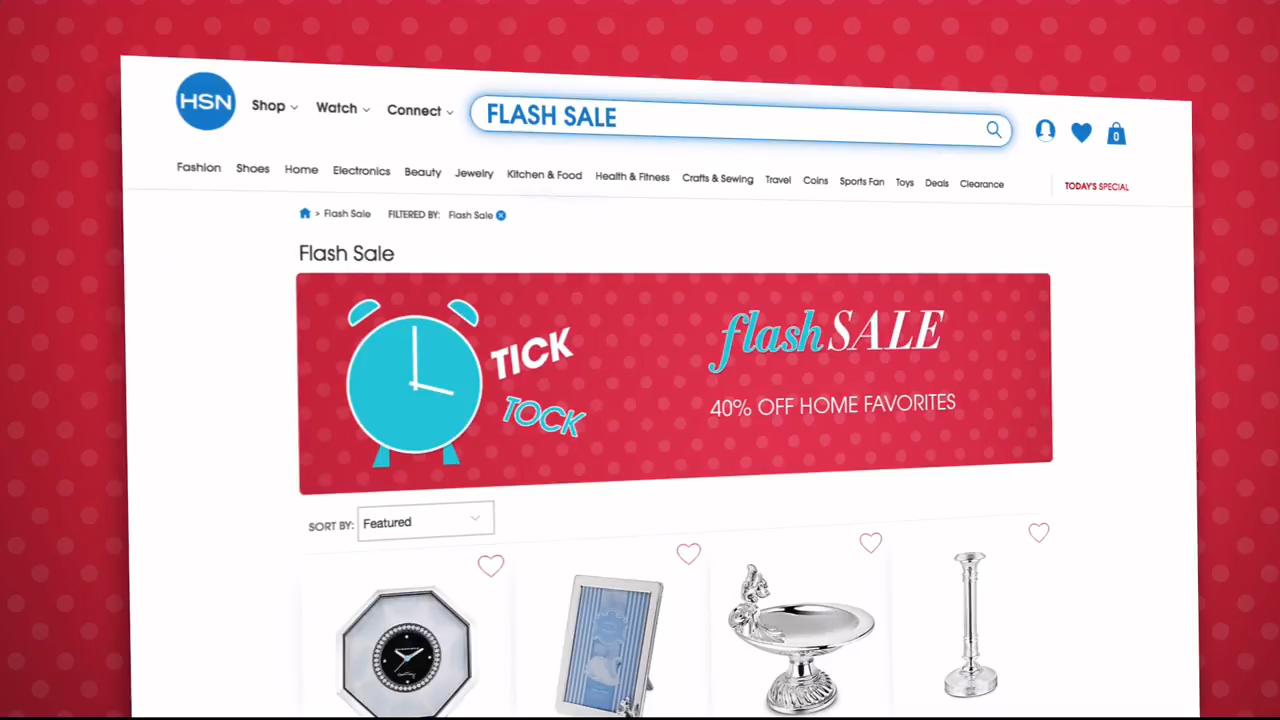 HSN
Shop
Watch
Connect
FLASH SALE
0
Fashion
Shoes
Home
Electronics
Beauty
Jewelry
Kitchen & Food
Health & Fitness
Crafts & Sewing
Travel
Coins
Sports Fan
Toys
Deals
Clearance
TODAY'S SPECIAL
> Flash Sale
FILTERED BY: Flash Sale
Flash Sale
TICK
TOCK
flash SALE
40% OFF HOME FAVORITES
SORT BY: Featured